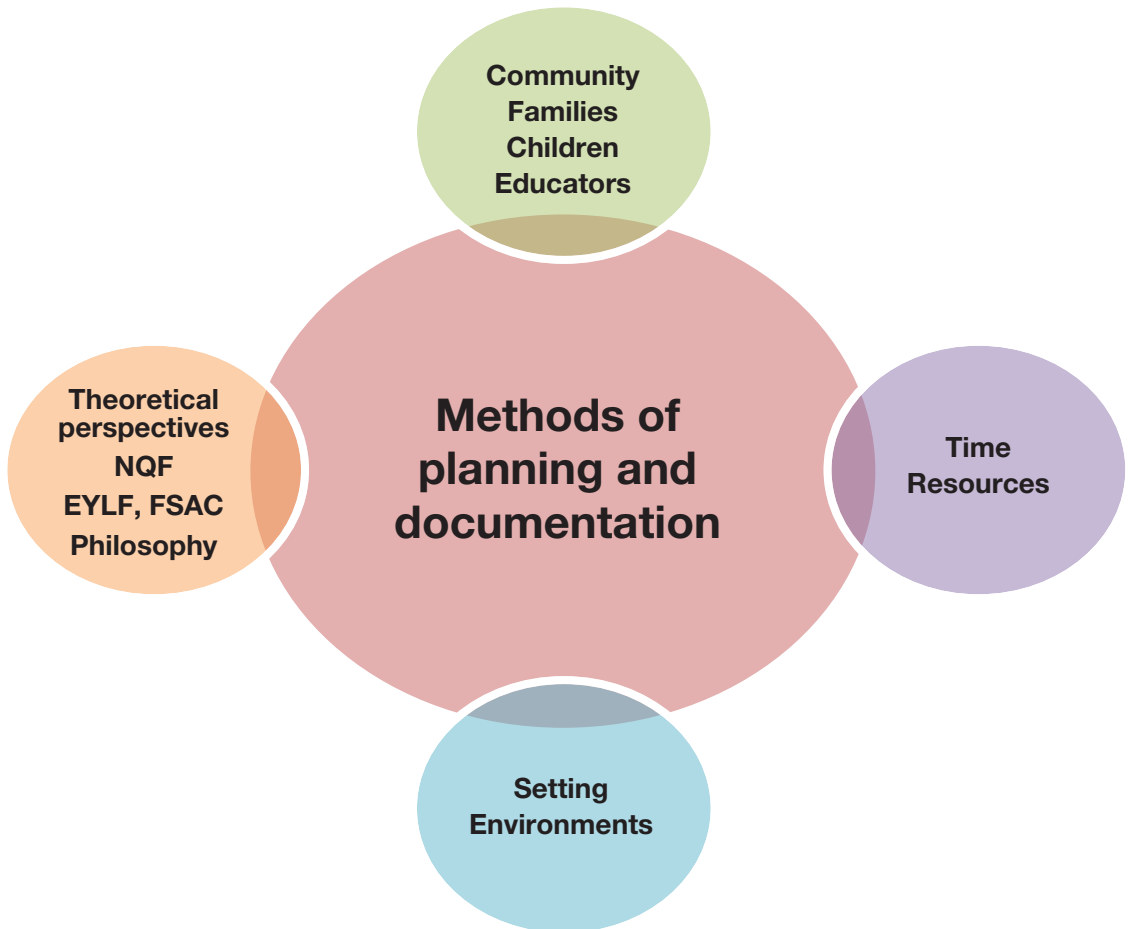 Community
Families
Children
Educators
Theoretical
perspectives
NQF
EYLF, FSAC
Philosophy
Methods of
planning and
documentation
Time
Resources
Setting
Environments